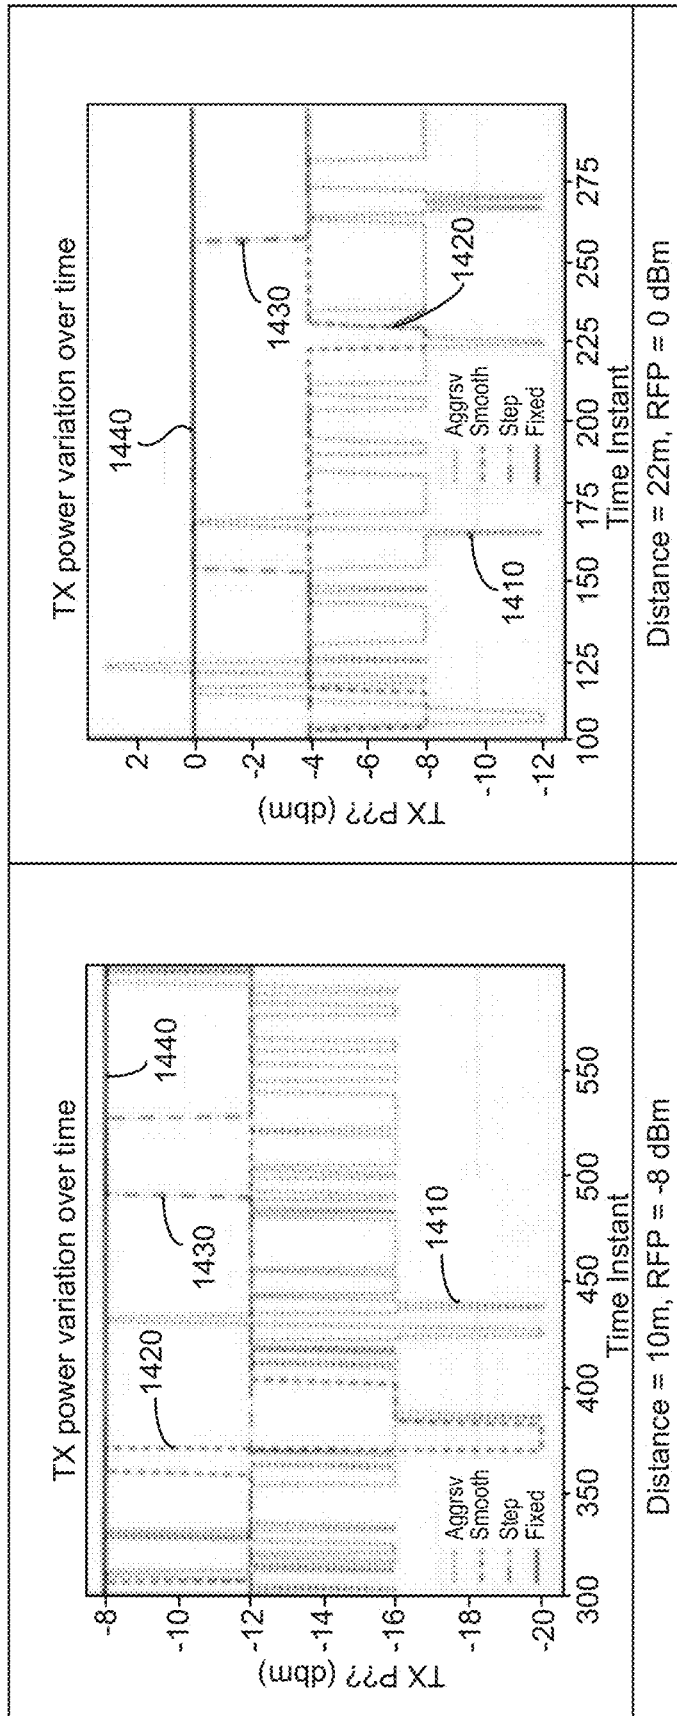 TX power variation over time
1420
1430
1440
1410
-8
-10
-12
-14
-16
-18
-20
TX P?? (dbm)
Aggrsv
Smooth
Step
Fixed
300
350
400
450
500
550
Time Instant
Distance = 10m, RFP = -8 dBm
TX power variation over time
1440
1430
1420
1410
2
0
-2
-4
-6
-8
-10
-12
TX P?? (dbm)
Aggrsv
Smooth
Step
Fixed
100
125
150
175
200
225
250
275
Time Instant
Distance = 22m, RFP = 0 dBm